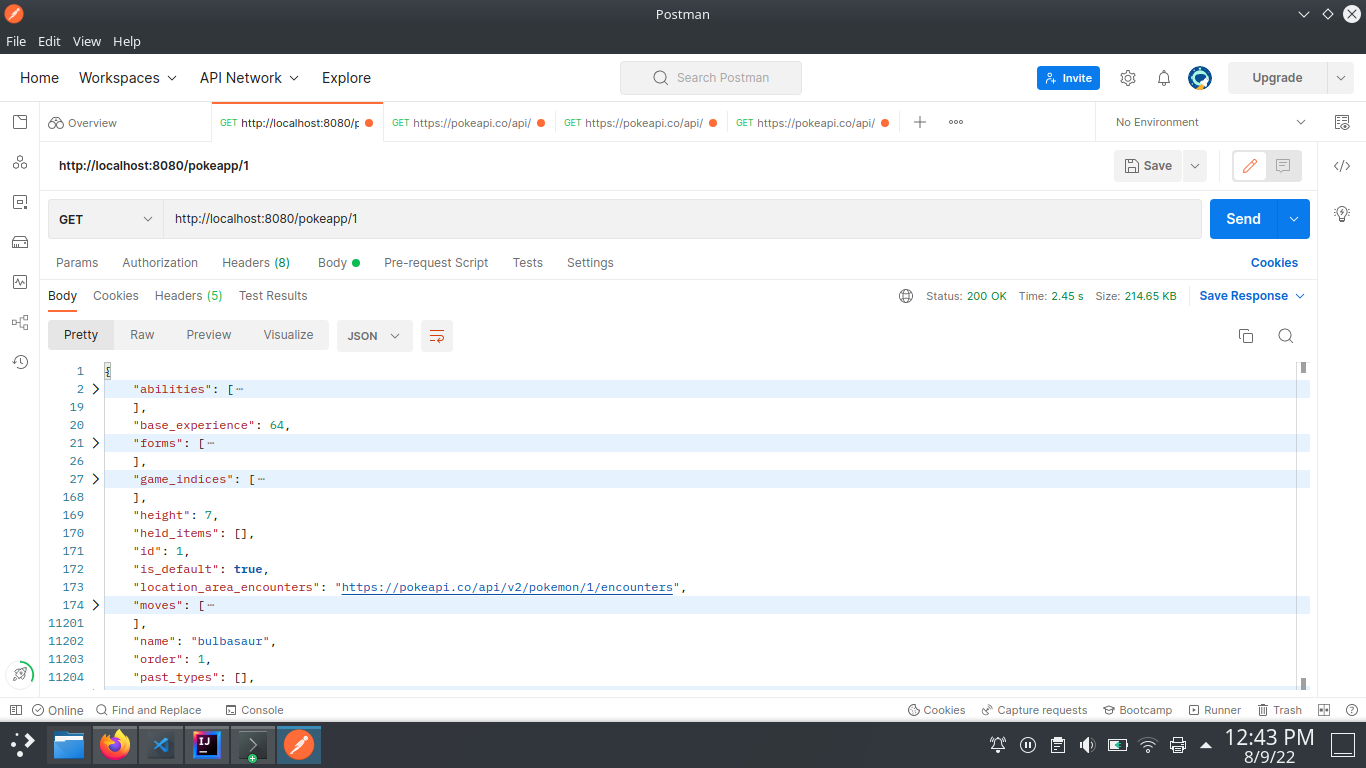 Postman
File Edit View Help
Home Workspaces API Network Explore Search Postman Invite Upgrade
Overview GET http://localhost:8080/p GET https://pokeapi.co/api/ GET https://pokeapi.co/api/ GET https://pokeapi.co/api/ No Environment
http://localhost:8080/pokeapp/1 Save
GET http://localhost:8080/pokeapp/1 Send
Params Authorization Headers (8) Body Pre-request Script Tests Settings Cookies
Body Cookies Headers (5) Test Results Status: 200 OK Time: 2.45 s Size: 214.65 KB Save Response
Pretty Raw Preview Visualize JSON
1 {
2 "abilities": [⋯
19 ],
20 "base_experience": 64,
21 "forms": [⋯
26 ],
27 "game_indices": [⋯
168 ],
169 "height": 7,
170 "held_items": [],
171 "id": 1,
172 "is_default": true,
173 "location_area_encounters": "https://pokeapi.co/api/v2/pokemon/1/encounters",
174 "moves": [⋯
11201 ],
11202 "name": "bulbasaur",
11203 "order": 1,
11204 "past_types": [],
Online Find and Replace Console Cookies Capture requests Bootcamp Runner Trash
IJ 12:43 PM
8/9/22